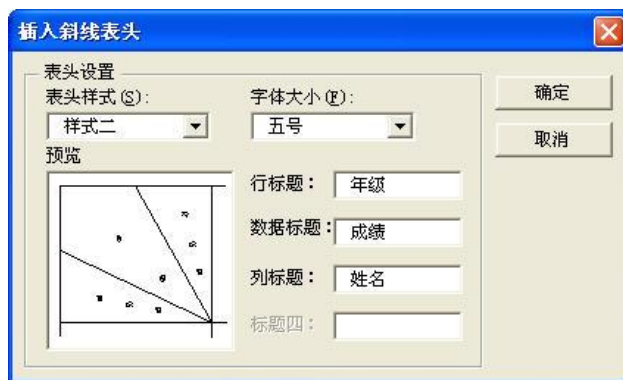 插入斜线表头
表头设置
表头样式(S):
字体大小(F):
确定
样式二
五号
取消
预览
行标题：
年级
数据标题：
成绩
列标题：
姓名
标题四：